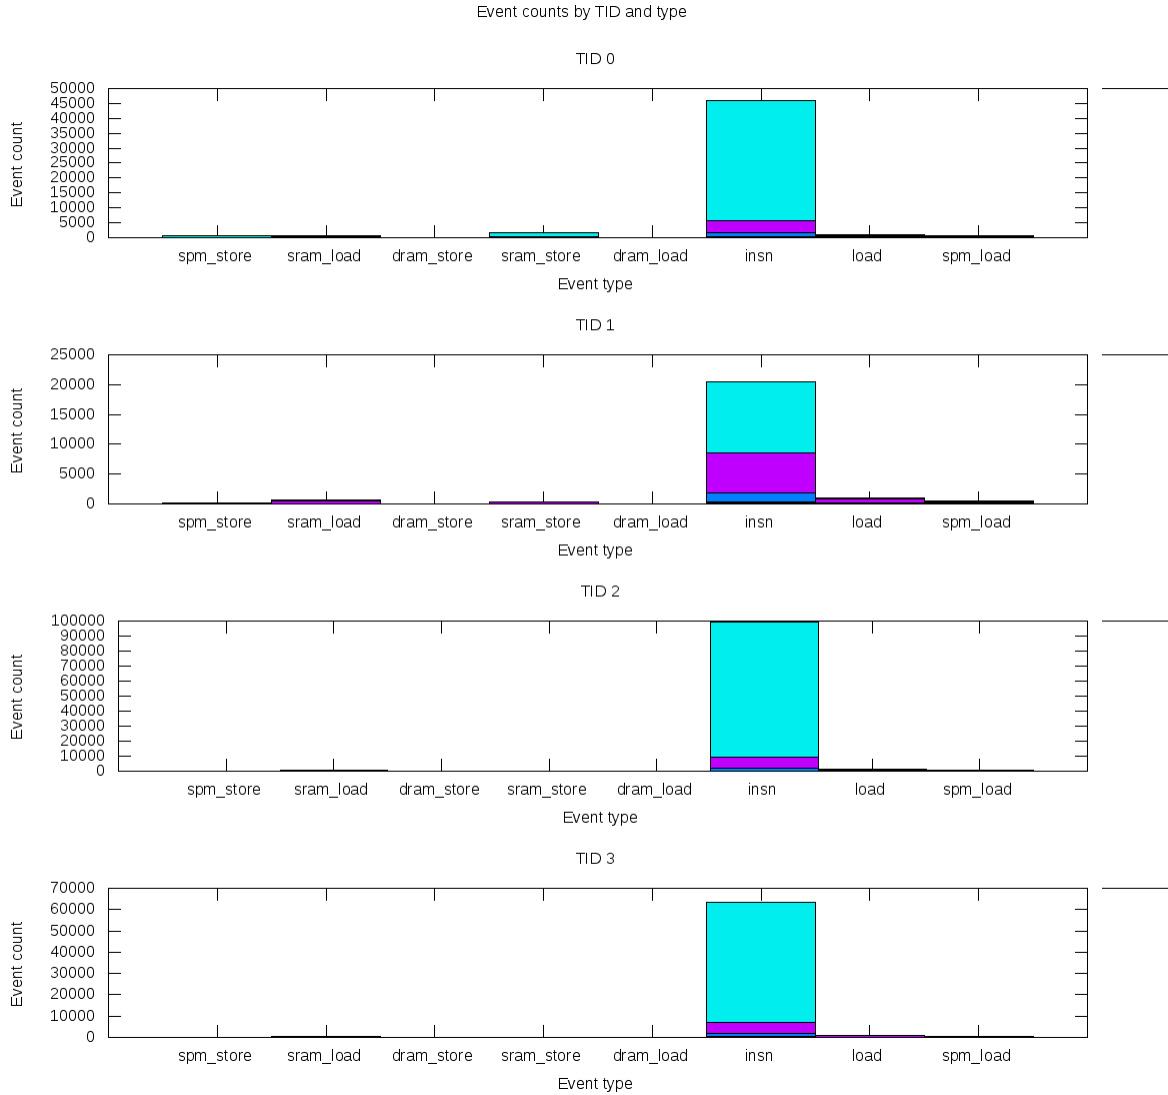 Event counts by TID and type
TID 0
Event count
50000
45000
40000
35000
30000
25000
20000
15000
10000
5000
0
spm_store sram_load dram_store sram_store dram_load insn load spm_load
Event type
TID 1
Event count
25000
20000
15000
10000
5000
0
spm_store sram_load dram_store sram_store dram_load insn load spm_load
Event type
TID 2
Event count
100000
90000
80000
70000
60000
50000
40000
30000
20000
10000
0
spm_store sram_load dram_store sram_store dram_load insn load spm_load
Event type
TID 3
Event count
70000
60000
50000
40000
30000
20000
10000
0
spm_store sram_load dram_store sram_store dram_load insn load spm_load
Event type